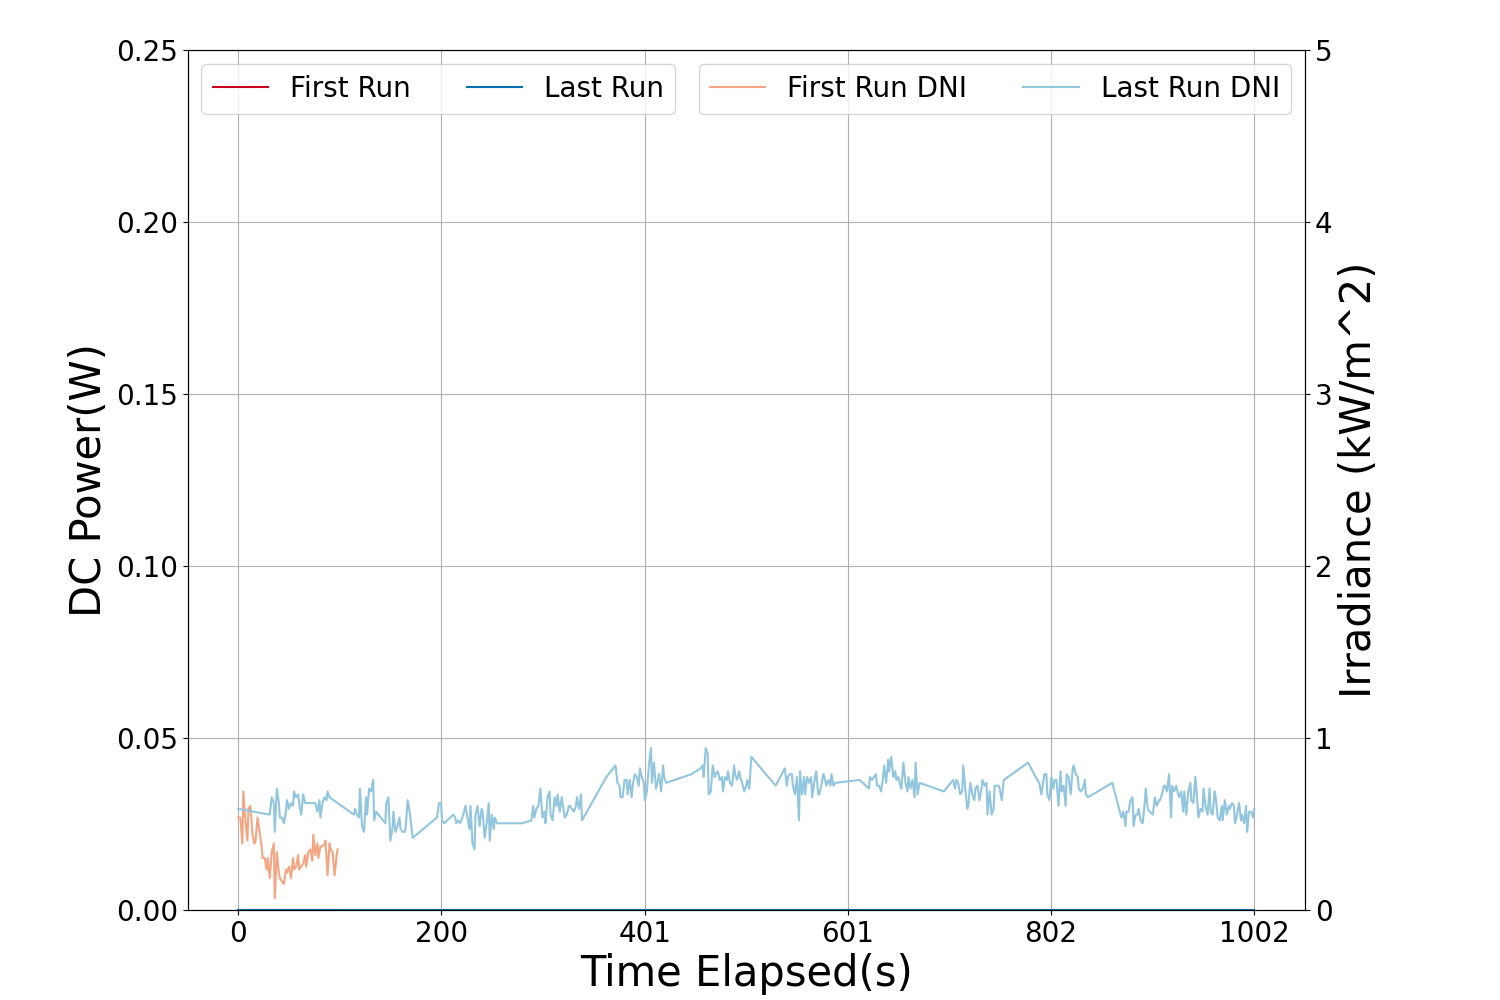 First Run
Last Run
First Run DNI
Last Run DNI
0.25
0.20
0.15
0.10
0.05
0.00
DC Power(W)
5
4
3
2
1
0
Irradiance (kW/m^2)
0
200
401
601
802
1002
Time Elapsed(s)